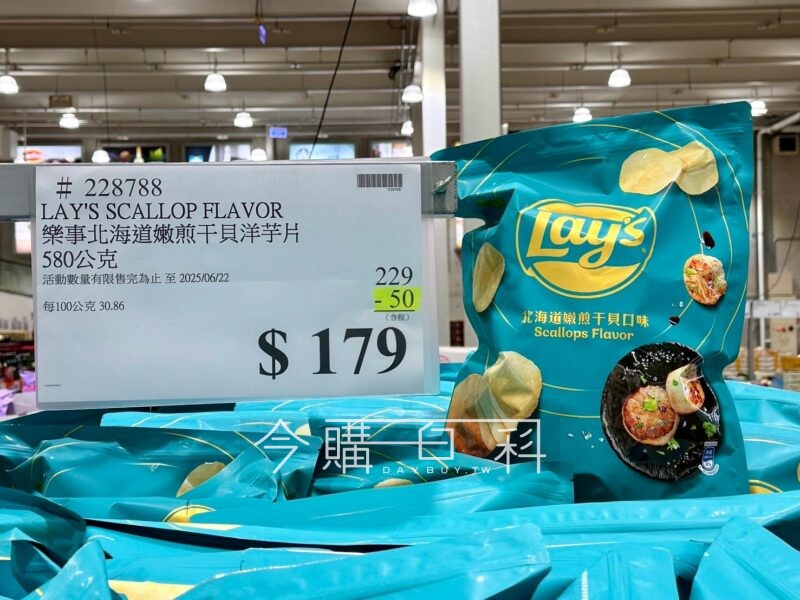 # 228788
LAY'S SCALLOP FLAVOR
樂事北海道嫩煎干貝洋芋片
580公克
活動數量有限售完為止 至 2025/06/22
229
- 50
(含稅)
每100公克 30.86
$ 179
Lay's
北海道嫩煎干貝口味
Scallops Flavor
今購百科
DAYBUY.TW